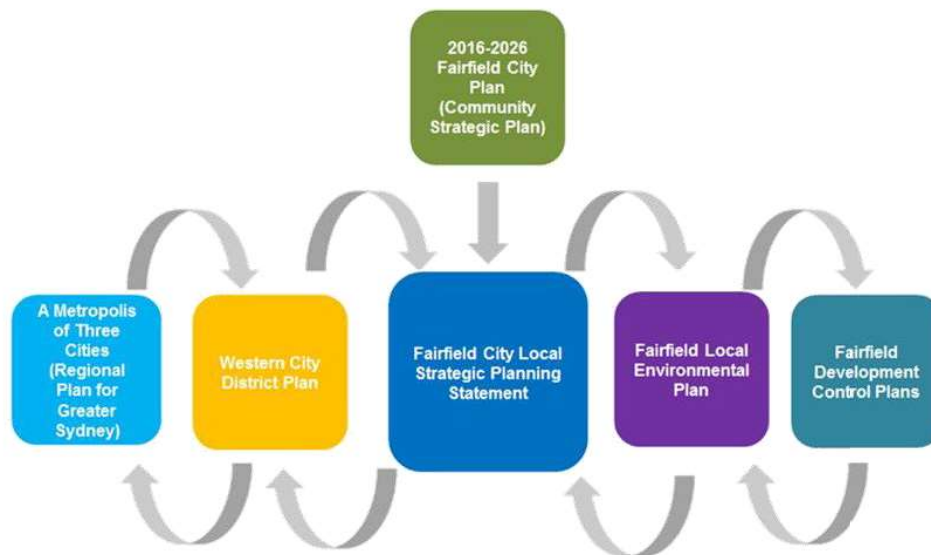 2016-2026
Fairfield City
Plan
(Community
Strategic Plan)
A Metropolis
of Three
Cities
(Regional
Plan for
Greater
Sydney)
Western City
District Plan
Fairfield City Local
Strategic Planning
Statement
Fairfield Local
Environmental
Plan
Fairfield
Development
Control Plans